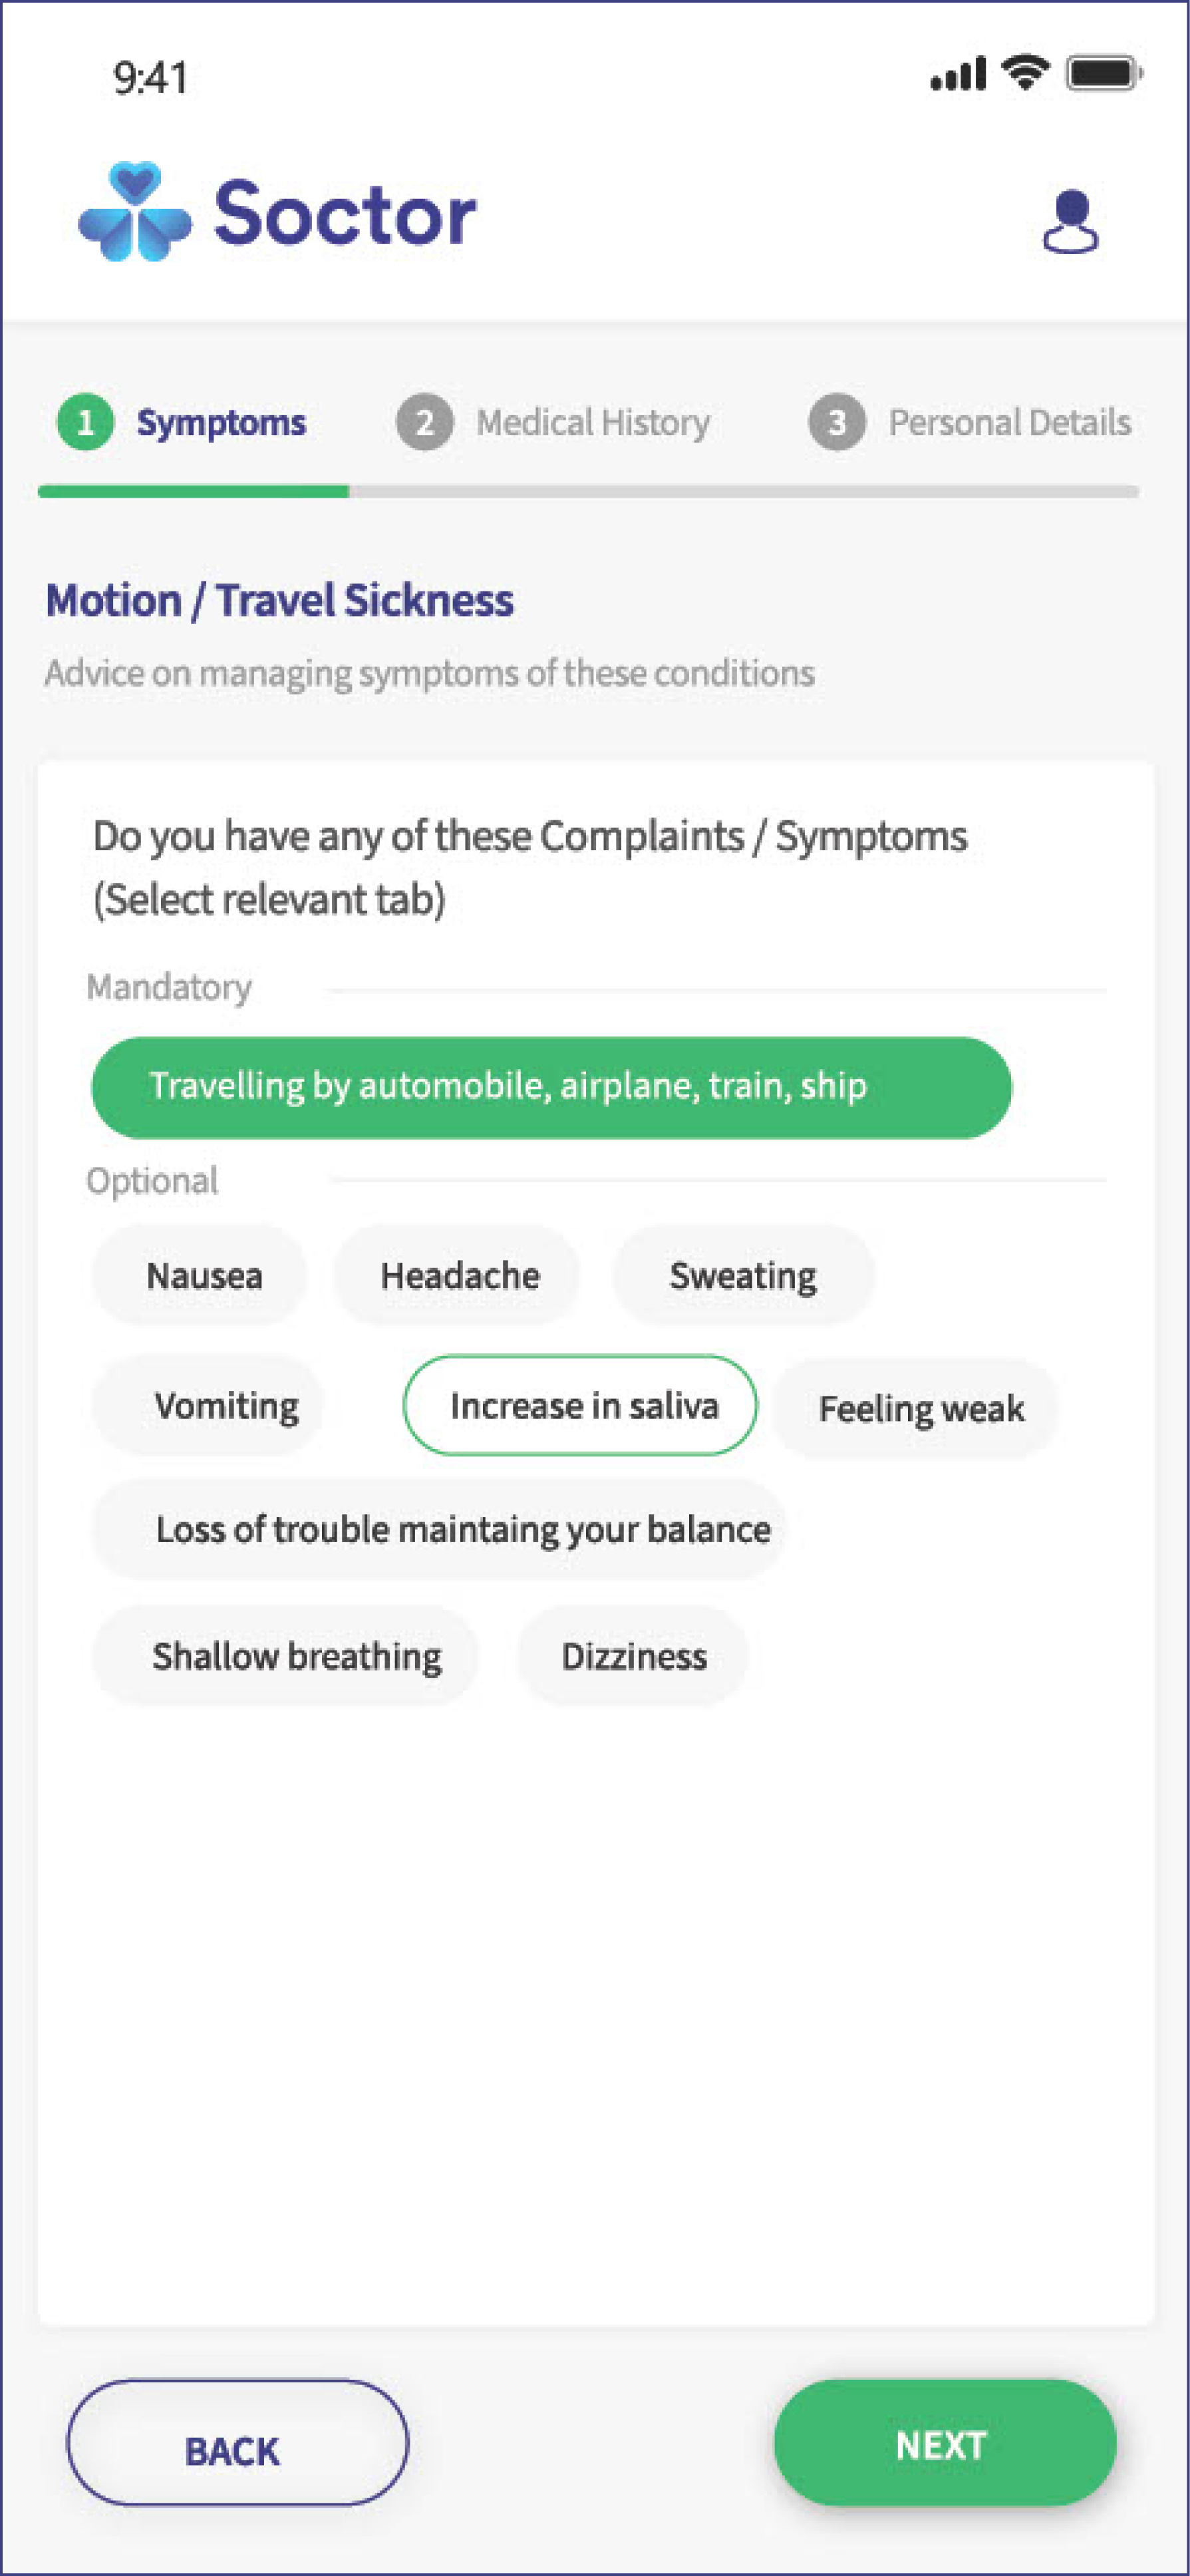 9:41
Soctor
1 Symptoms 2 Medical History 3 Personal Details
Motion / Travel Sickness
Advice on managing symptoms of these conditions
Do you have any of these Complaints / Symptoms
(Select relevant tab)
Mandatory
Travelling by automobile, airplane, train, ship
Optional
Nausea Headache Sweating
Vomiting Increase in saliva Feeling weak
Loss of trouble maintaing your balance
Shallow breathing Dizziness
BACK NEXT